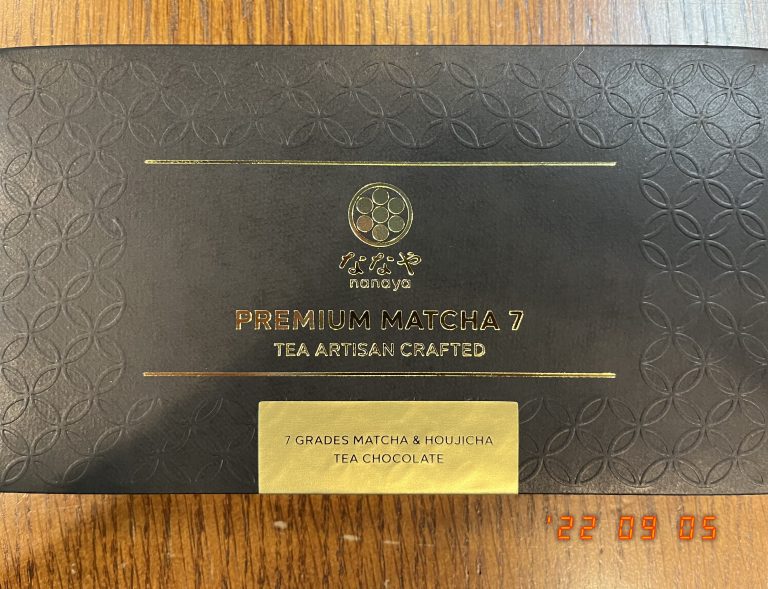 ななや
nanaya
PREMIUM MATCHA 7
TEA ARTISAN CRAFTED
7 GRADES MATCHA & HOUJICHA
TEA CHOCOLATE
'22 09 05